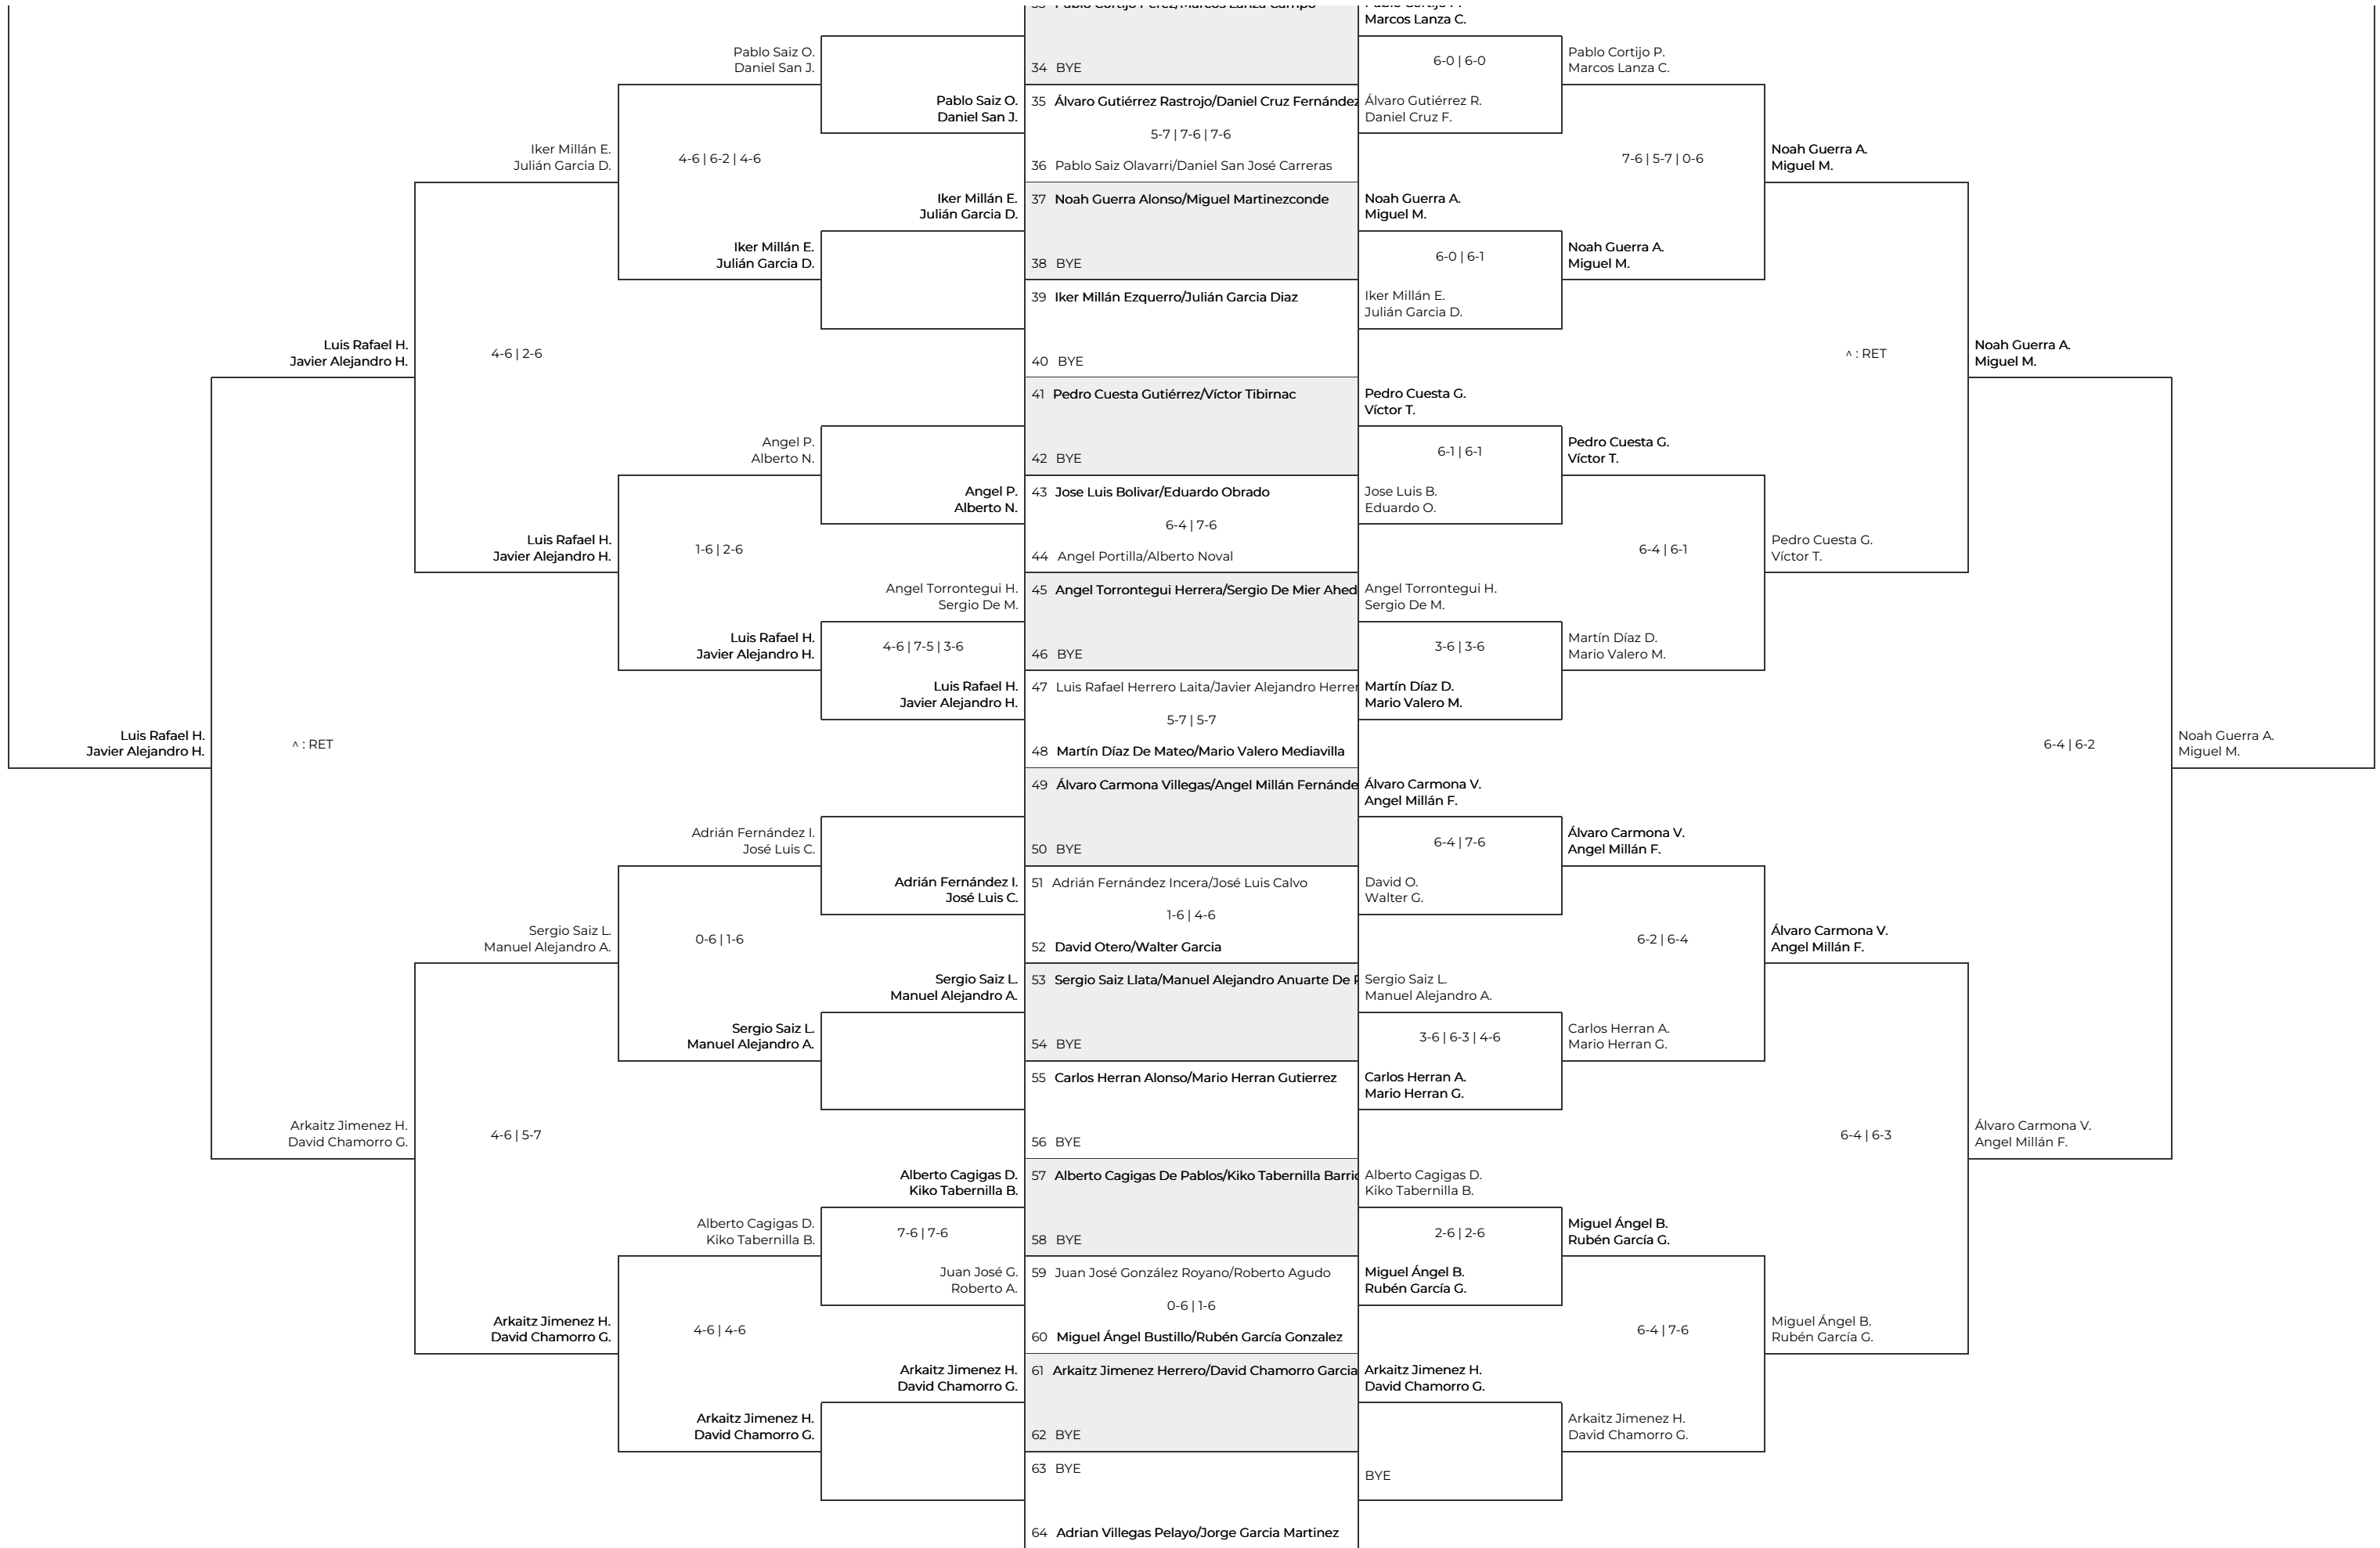 Marcos Lanza C.
Pablo Saiz O.
Daniel San J.
34 BYE
6-0 | 6-0
Pablo Cortijo P.
Marcos Lanza C.
Pablo Saiz O.
Daniel San J.
35 Álvaro Gutiérrez Rastrojo/Daniel Cruz Fernández
Álvaro Gutiérrez R.
Daniel Cruz F.
5-7 | 7-6 | 7-6
Iker Millán E.
Julián Garcia D.
4-6 | 6-2 | 4-6
36 Pablo Saiz Olavarri/Daniel San José Carreras
7-6 | 5-7 | 0-6
Noah Guerra A.
Miguel M.
Iker Millán E.
Julián Garcia D.
37 Noah Guerra Alonso/Miguel Martinezconde
Noah Guerra A.
Miguel M.
Iker Millán E.
Julián Garcia D.
38 BYE
6-0 | 6-1
Noah Guerra A.
Miguel M.
39 Iker Millán Ezquerro/Julián Garcia Diaz
Iker Millán E.
Julián Garcia D.
Luis Rafael H.
Javier Alejandro H.
4-6 | 2-6
40 BYE
^ : RET
Noah Guerra A.
Miguel M.
41 Pedro Cuesta Gutiérrez/Víctor Tibirnac
Pedro Cuesta G.
Víctor T.
Angel P.
Alberto N.
42 BYE
6-1 | 6-1
Pedro Cuesta G.
Víctor T.
Angel P.
Alberto N.
43 Jose Luis Bolivar/Eduardo Obrado
Jose Luis B.
Eduardo O.
6-4 | 7-6
Luis Rafael H.
Javier Alejandro H.
1-6 | 2-6
44 Angel Portilla/Alberto Noval
6-4 | 6-1
Pedro Cuesta G.
Víctor T.
Angel Torrontegui H.
Sergio De M.
45 Angel Torrontegui Herrera/Sergio De Mier Ahed
Angel Torrontegui H.
Sergio De M.
Luis Rafael H.
Javier Alejandro H.
4-6 | 7-5 | 3-6
46 BYE
3-6 | 3-6
Martín Díaz D.
Mario Valero M.
Luis Rafael H.
Javier Alejandro H.
47 Luis Rafael Herrero Laita/Javier Alejandro Herrer
Martín Díaz D.
Mario Valero M.
5-7 | 5-7
Luis Rafael H.
Javier Alejandro H.
^ : RET
48 Martín Díaz De Mateo/Mario Valero Mediavilla
6-4 | 6-2
Noah Guerra A.
Miguel M.
49 Álvaro Carmona Villegas/Angel Millán Fernánde
Álvaro Carmona V.
Angel Millán F.
Adrián Fernández I.
José Luis C.
50 BYE
6-4 | 7-6
Álvaro Carmona V.
Angel Millán F.
Adrián Fernández I.
José Luis C.
51 Adrián Fernández Incera/José Luis Calvo
David O.
Walter G.
1-6 | 4-6
Sergio Saiz L.
Manuel Alejandro A.
0-6 | 1-6
52 David Otero/Walter Garcia
6-2 | 6-4
Álvaro Carmona V.
Angel Millán F.
Sergio Saiz L.
Manuel Alejandro A.
53 Sergio Saiz Llata/Manuel Alejandro Anuarte De
Sergio Saiz L.
Manuel Alejandro A.
Sergio Saiz L.
Manuel Alejandro A.
54 BYE
3-6 | 6-3 | 4-6
Carlos Herran A.
Mario Herran G.
55 Carlos Herran Alonso/Mario Herran Gutierrez
Carlos Herran A.
Mario Herran G.
Arkaitz Jimenez H.
David Chamorro G.
4-6 | 5-7
56 BYE
6-4 | 6-3
Álvaro Carmona V.
Angel Millán F.
Alberto Cagigas D.
Kiko Tabernilla B.
57 Alberto Cagigas De Pablos/Kiko Tabernilla Barric
Alberto Cagigas D.
Kiko Tabernilla B.
Alberto Cagigas D.
Kiko Tabernilla B.
7-6 | 7-6
58 BYE
2-6 | 2-6
Miguel Ángel B.
Rubén García G.
Juan José G.
Roberto A.
59 Juan José González Royano/Roberto Agudo
Miguel Ángel B.
Rubén García G.
0-6 | 1-6
Arkaitz Jimenez H.
David Chamorro G.
4-6 | 4-6
60 Miguel Ángel Bustillo/Rubén García Gonzalez
6-4 | 7-6
Miguel Ángel B.
Rubén García G.
Arkaitz Jimenez H.
David Chamorro G.
61 Arkaitz Jimenez Herrero/David Chamorro Garcia
Arkaitz Jimenez H.
David Chamorro G.
Arkaitz Jimenez H.
David Chamorro G.
62 BYE
Arkaitz Jimenez H.
David Chamorro G.
63 BYE
BYE
64 Adrian Villegas Pelayo/Jorge Garcia Martinez